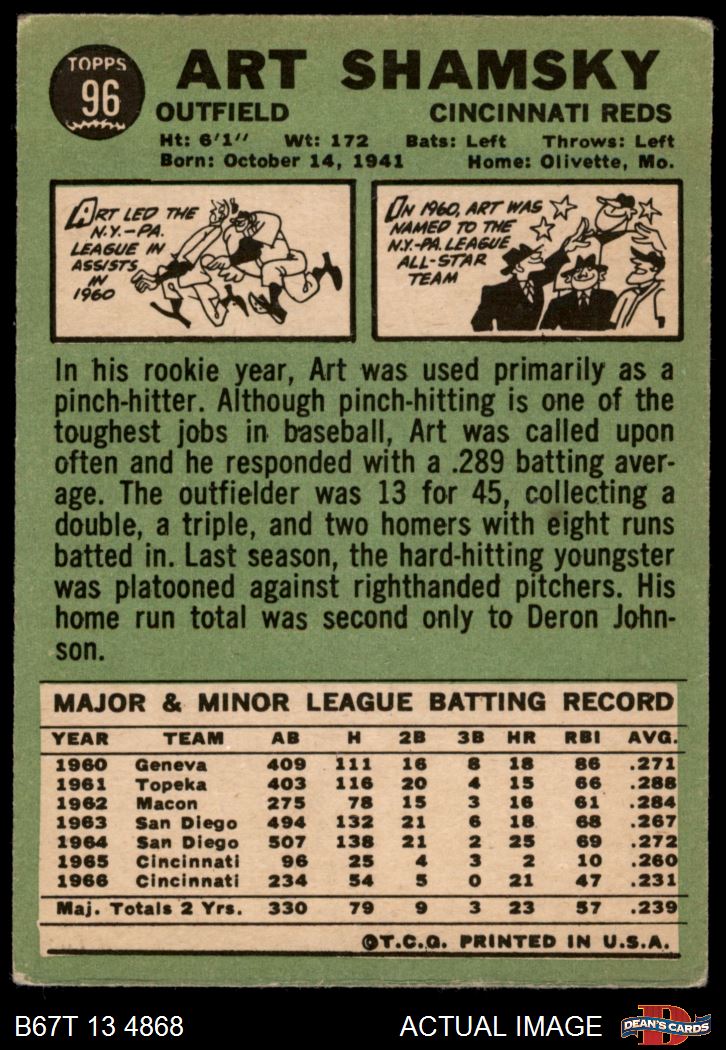 TOPPS
96
ART SHAMSKY
OUTFIELD CINCINNATI REDS
Ht: 6'1" Wt: 172 Bats: Left Throws: Left
Born: October 14, 1941 Home: Olivette, Mo.
ART LED THE
N.Y.-PA.
LEAGUE IN
ASSISTS
IN
1960
IN 1960, ART WAS
NAMED TO THE
N.Y.-PA. LEAGUE
ALL-STAR
TEAM
In his rookie year, Art was used primarily as a
pinch-hitter. Although pinch-hitting is one of the
toughest jobs in baseball, Art was called upon
often and he responded with a .289 batting aver-
age. The outfielder was 13 for 45, collecting a
double, a triple, and two homers with eight runs
batted in. Last season, the hard-hitting youngster
was platooned against righthanded pitchers. His
home run total was second only to Deron John-
son.
MAJOR & MINOR LEAGUE BATTING RECORD
YEAR TEAM AB H 2B 3B HR RBI AVG.
1960 Geneva 409 111 16 8 18 86 .271
1961 Topeka 403 116 20 4 15 66 .288
1962 Macon 275 78 15 3 16 61 .284
1963 San Diego 494 132 21 6 18 68 .267
1964 San Diego 507 138 21 2 25 69 .272
1965 Cincinnati 96 25 4 3 2 10 .260
1966 Cincinnati 234 54 5 0 21 47 .231
Maj. Totals 2 Yrs. 330 79 9 3 23 57 .239
©T.C.G. PRINTED IN U.S.A.
B67T 13 4868 ACTUAL IMAGE DEAN'S CARDS